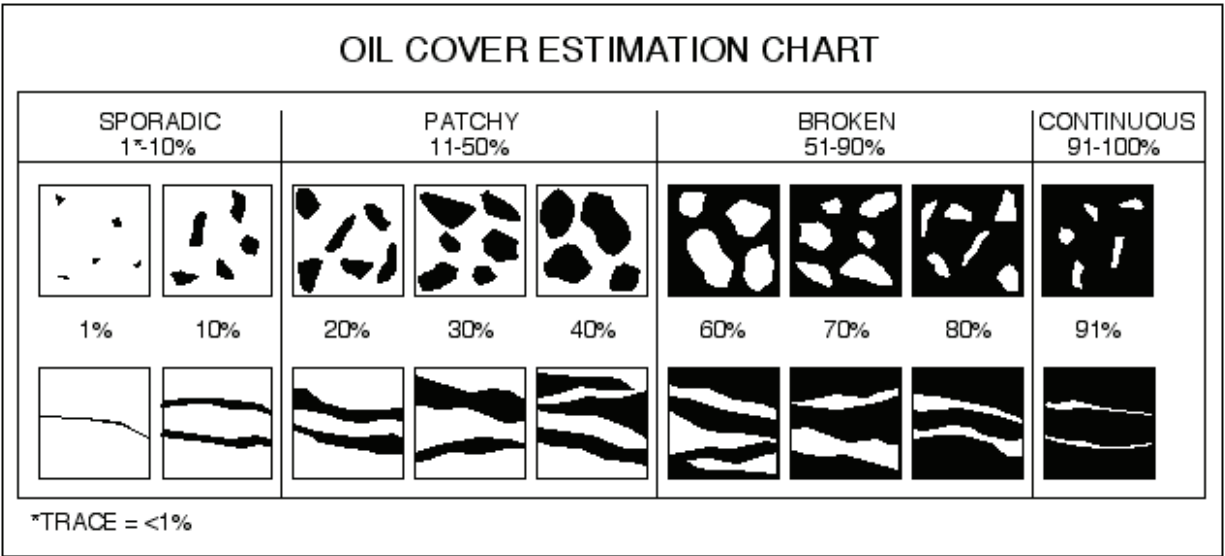 OIL COVER ESTIMATION CHART
SPORADIC
1*-10%
PATCHY
11-50%
BROKEN
51-90%
CONTINUOUS
91-100%
1% 10% 20% 30% 40% 60% 70% 80% 91%
*TRACE = <1%